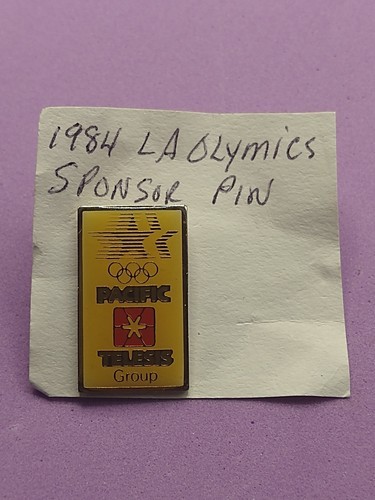 1984 LA OLYMICS
SPONSOR PIN
PACIFIC
TELESIS
Group